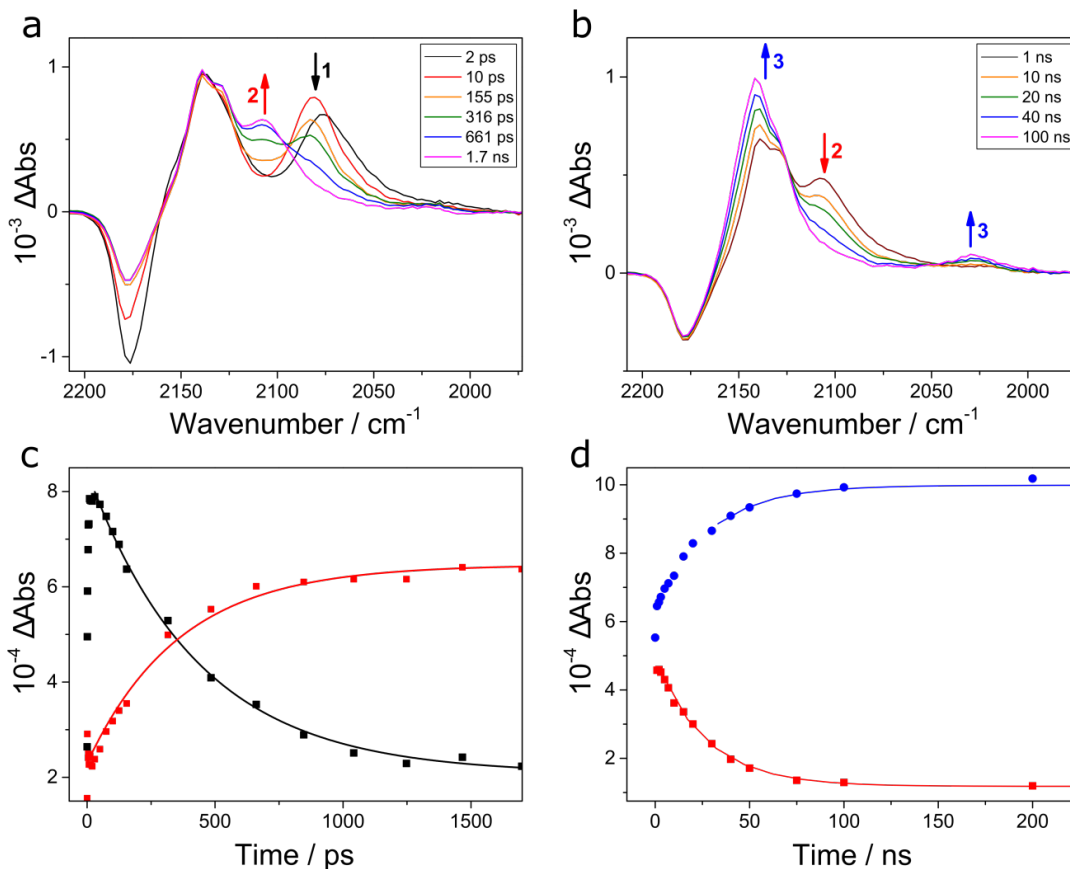 a
1
0
-1
10⁻³ ΔAbs
2
1
2 ps
10 ps
155 ps
316 ps
661 ps
1.7 ns
2200 2150 2100 2050 2000
Wavenumber / cm⁻¹
b
1
0
10⁻³ ΔAbs
3
2
3
1 ns
10 ns
20 ns
40 ns
100 ns
2200 2150 2100 2050 2000
Wavenumber / cm⁻¹
c
8
6
4
2
10⁻⁴ ΔAbs
0 500 1000 1500
Time / ps
d
10
8
6
4
2
0
10⁻⁴ ΔAbs
0 50 100 150 200
Time / ns